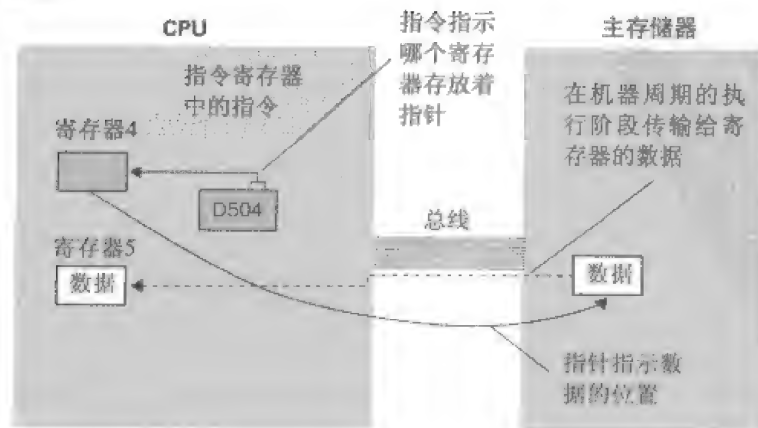 CPU
指令指示
哪个寄存
器存放着
指针
主存储器
指令寄存器
中的指令
在机器周期的执
行阶段传输给寄
存器的数据
寄存器4
D504
总线
寄存器5
数据
数据
指针指示数
据的位置